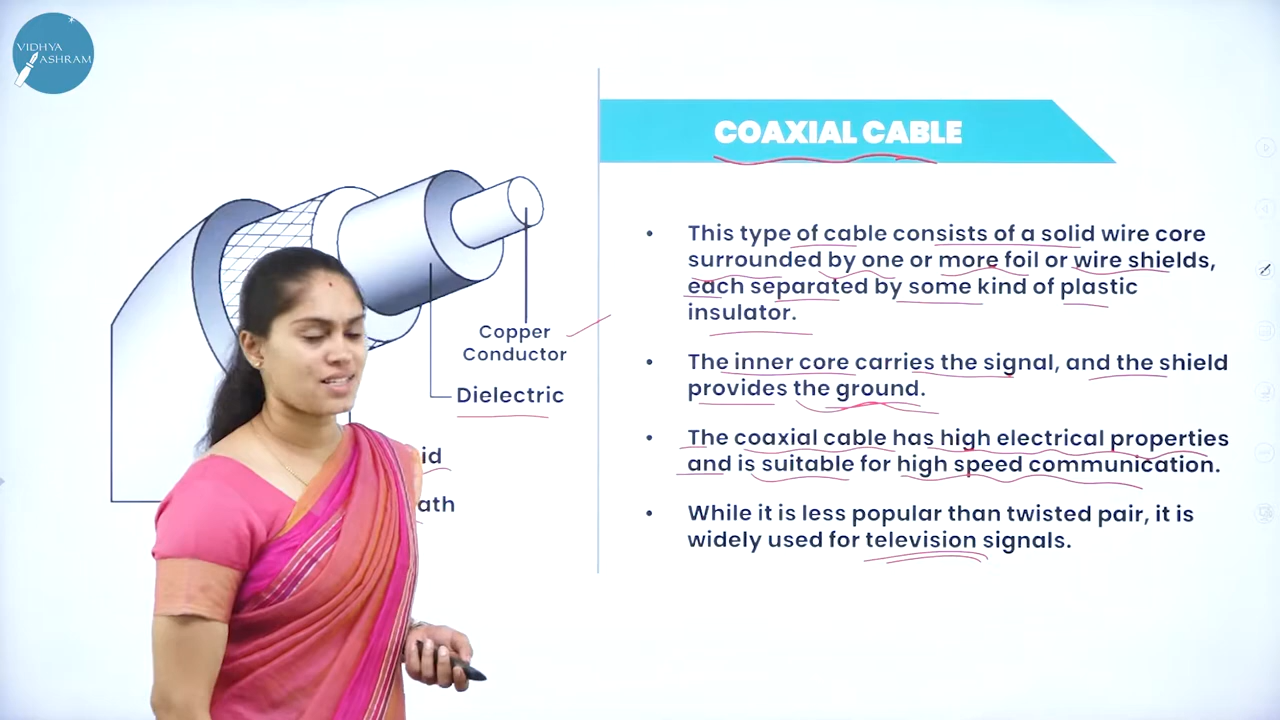 VIDHYA
ASHRAM
COAXIAL CABLE
• This type of cable consists of a solid wire core
surrounded by one or more foil or wire shields,
each separated by some kind of plastic
insulator.
• The inner core carries the signal, and the shield
provides the ground.
• The coaxial cable has high electrical properties
and is suitable for high speed communication.
• While it is less popular than twisted pair, it is
widely used for television signals.
Copper
Conductor
Dielectric
id
ath